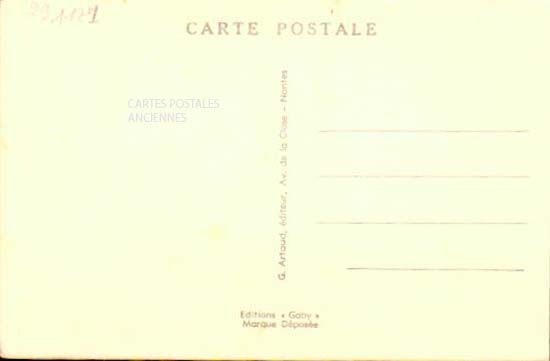 CARTE POSTALE
CARTES POSTALES
ANCIENNES
G. Artaud, éditeur, Av. de la Close - Nantes
Editions « Gaby »
Marque Déposée